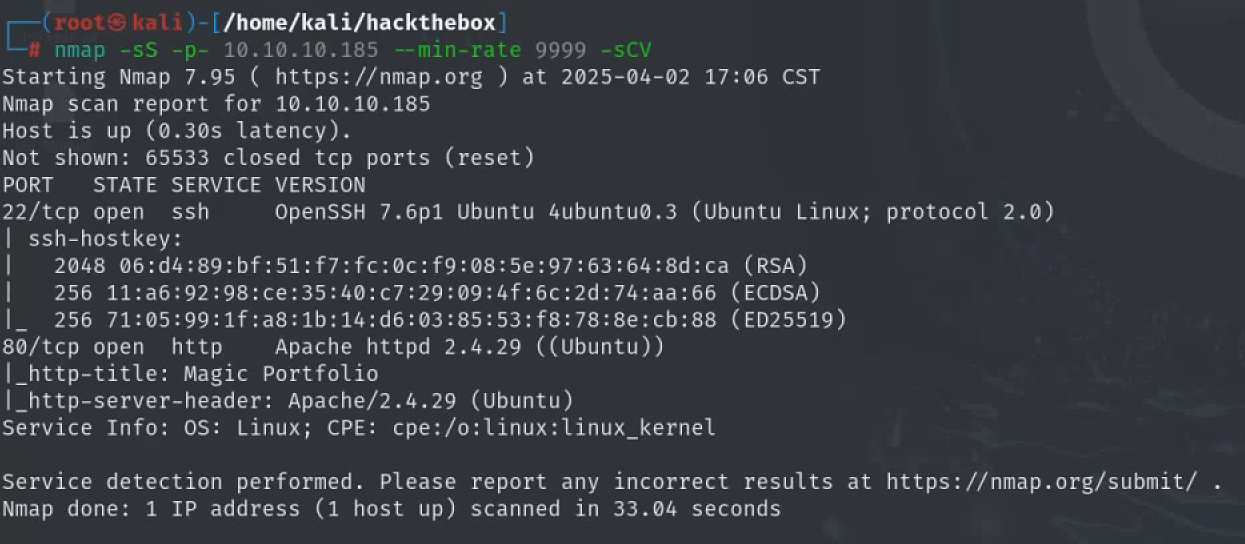 ┌──(root㉿kali)-[/home/kali/hackthebox]
└─# nmap -sS -p- 10.10.10.185 --min-rate 9999 -sCV
Starting Nmap 7.95 ( https://nmap.org ) at 2025-04-02 17:06 CST
Nmap scan report for 10.10.10.185
Host is up (0.30s latency).
Not shown: 65533 closed tcp ports (reset)
PORT   STATE SERVICE VERSION
22/tcp open  ssh     OpenSSH 7.6p1 Ubuntu 4ubuntu0.3 (Ubuntu Linux; protocol 2.0)
| ssh-hostkey:
|   2048 06:d4:89:bf:51:f7:fc:0c:f9:08:5e:97:63:64:8d:ca (RSA)
|   256 11:a6:92:98:ce:35:40:c7:29:09:4f:6c:2d:74:aa:66 (ECDSA)
|_  256 71:05:99:1f:a8:1b:14:d6:03:85:53:f8:78:8e:cb:88 (ED25519)
80/tcp open  http    Apache httpd 2.4.29 ((Ubuntu))
|_http-title: Magic Portfolio
|_http-server-header: Apache/2.4.29 (Ubuntu)
Service Info: OS: Linux; CPE: cpe:/o:linux:linux_kernel

Service detection performed. Please report any incorrect results at https://nmap.org/submit/ .
Nmap done: 1 IP address (1 host up) scanned in 33.04 seconds